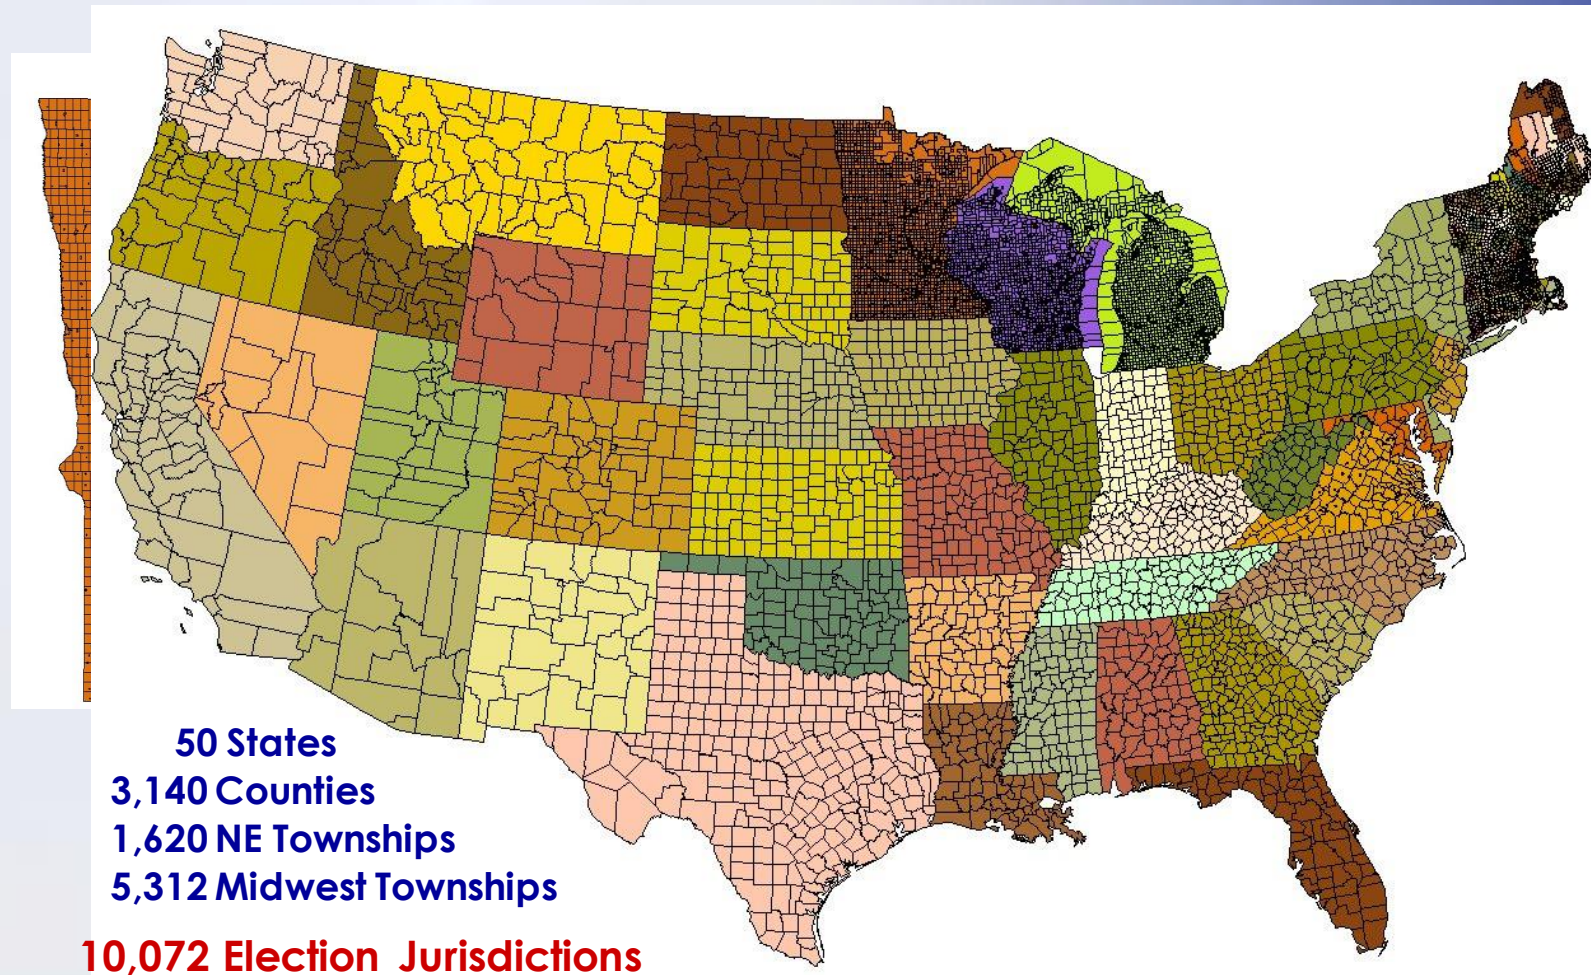 50 States
3,140 Counties
1,620 NE Townships
5,312 Midwest Townships
10,072 Election Jurisdictions